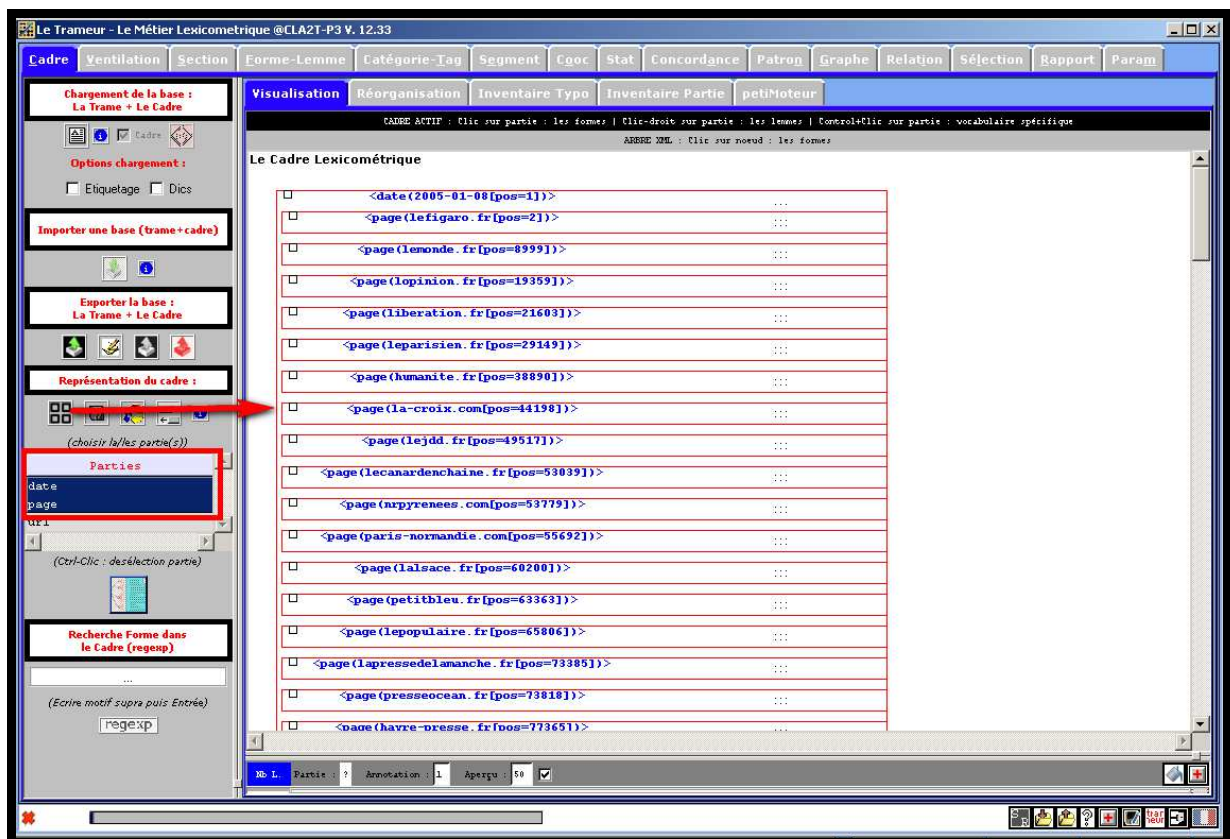 Le Trameur - Le Métier Lexicometrique @CLA2T-P3 V. 12.33
Cadre Ventilation Section Forme-Lemme Catégorie-Tag Segment Cooc Stat Concordance Patron Graphe Relation Sélection Rapport Param
Chargement de la base :
La Trame + Le Cadre
Cadre
Options chargement :
Etiquetage Dics
Importer une base (trame+cadre)
Exporter la base :
La Trame + Le Cadre
Représentation du cadre :
(choisir la/les partie(s))
Parties
date
page
url
(Ctrl-Clic : desélection partie)
Recherche Forme dans
le Cadre (regexp)
...
(Ecrire motif supra puis Entrée)
regexp
Visualisation Réorganisation Inventaire Typo Inventaire Partie petiMoteur
CADRE ACTIF : Clic sur partie : les formes | Clic-droit sur partie : les lemmes | Control+Clic sur partie : vocabulaire spécifique
ARBRE XML : Clic sur noeud : les formes
Le Cadre Lexicométrique
<date(2005-01-08[pos=1])> ...
<page(lefigaro.fr[pos=2])> :::
<page(lemonde.fr[pos=8999])> :::
<page(lopinion.fr[pos=19359])> :::
<page(liberation.fr[pos=21603])> :::
<page(leparisien.fr[pos=29149])> :::
<page(humanite.fr[pos=38890])> :::
<page(la-croix.com[pos=44198])> :::
<page(lejdd.fr[pos=49517])> :::
<page(lecanardenchaine.fr[pos=53039])> :::
<page(nrpyrenees.com[pos=53779])> :::
<page(paris-normandie.com[pos=55692])> :::
<page(lalsace.fr[pos=60200])> :::
<page(petitbleu.fr[pos=63363])> :::
<page(lepopulaire.fr[pos=65806])> :::
<page(lapressedelamanche.fr[pos=73385])> :::
<page(presseocean.fr[pos=73818])> :::
<page(havre-presse.fr[pos=77365])> ...
Nb L. Partie : ? Annotation : 1 Aperçu : 50